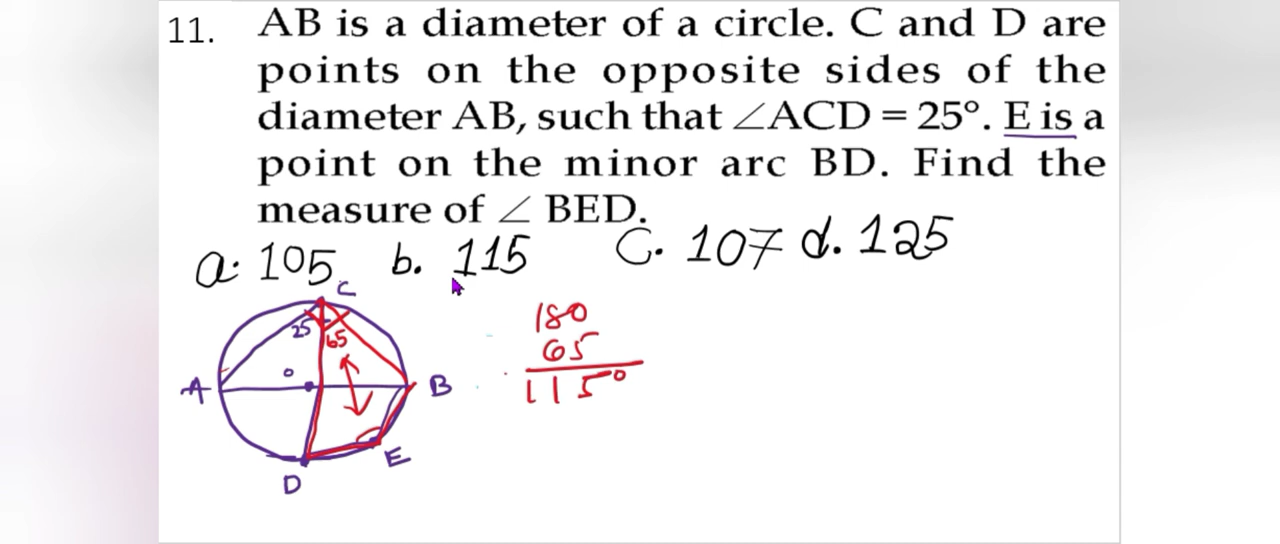 11. AB is a diameter of a circle. C and D are
points on the opposite sides of the
diameter AB, such that ∠ACD = 25°. E is a
point on the minor arc BD. Find the
measure of ∠ BED.
a. 105 b. 115 C. 107 d. 125
C
180
25 65
65
o
115°
A B
E
D